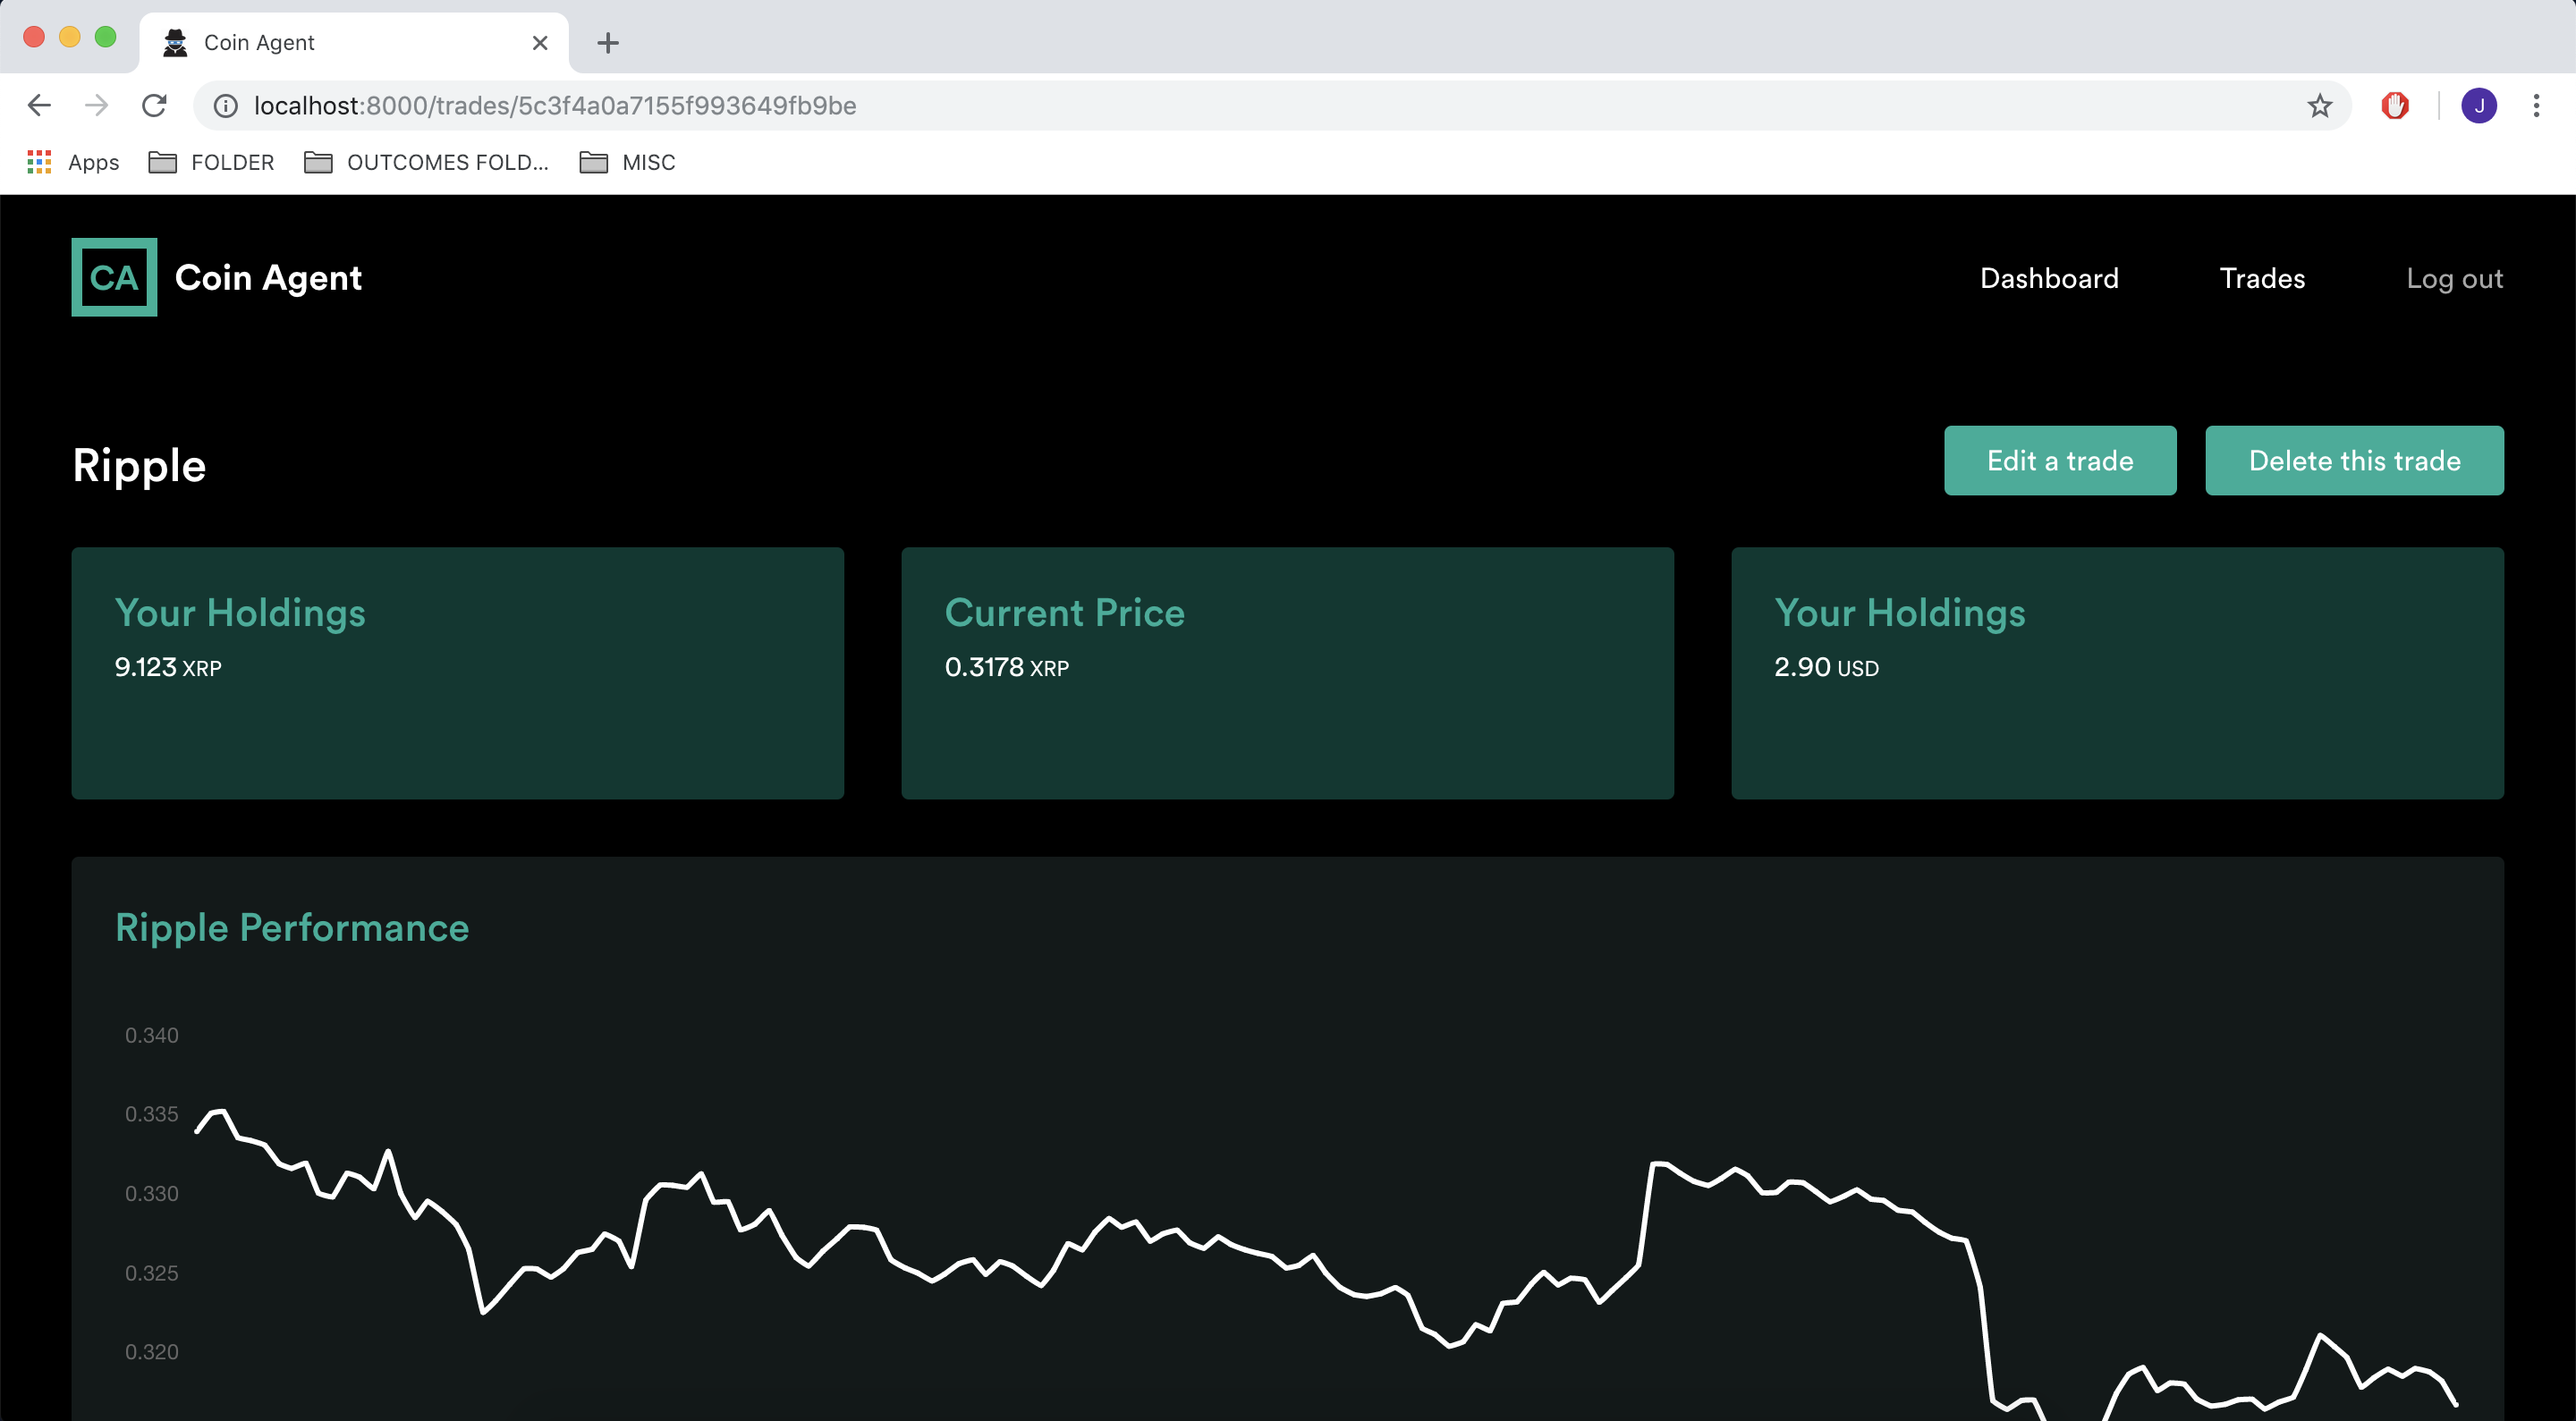 Coin Agent
localhost:8000/trades/5c3f4a0a7155f993649fb9be
J
Apps FOLDER OUTCOMES FOLD... MISC
CA Coin Agent Dashboard Trades Log out
Ripple Edit a trade Delete this trade
Your Holdings Current Price Your Holdings
9.123 XRP 0.3178 XRP 2.90 USD
Ripple Performance
0.340
0.335
0.330
0.325
0.320